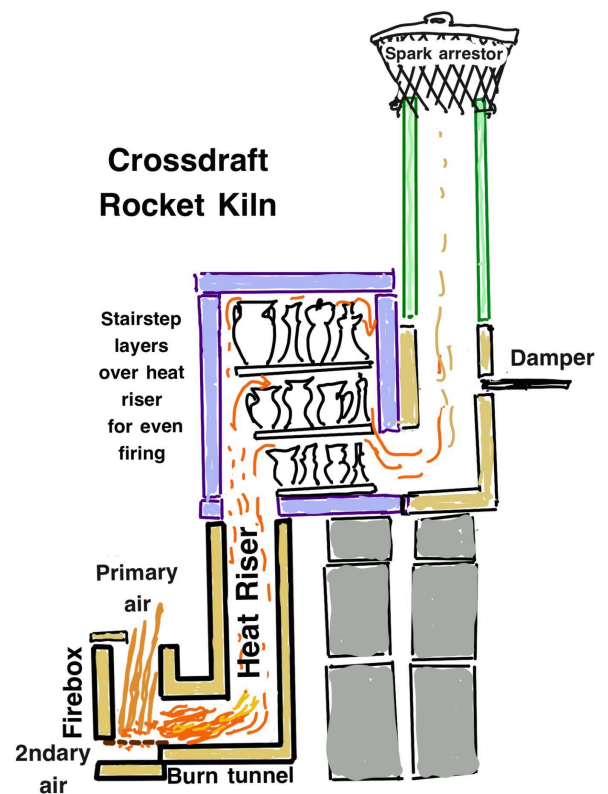 Spark arrestor
Crossdraft
Rocket Kiln
Stairstep
layers
over heat
riser
for even
firing
Damper
Heat Riser
Primary
air
Firebox
2ndary
air
Burn tunnel